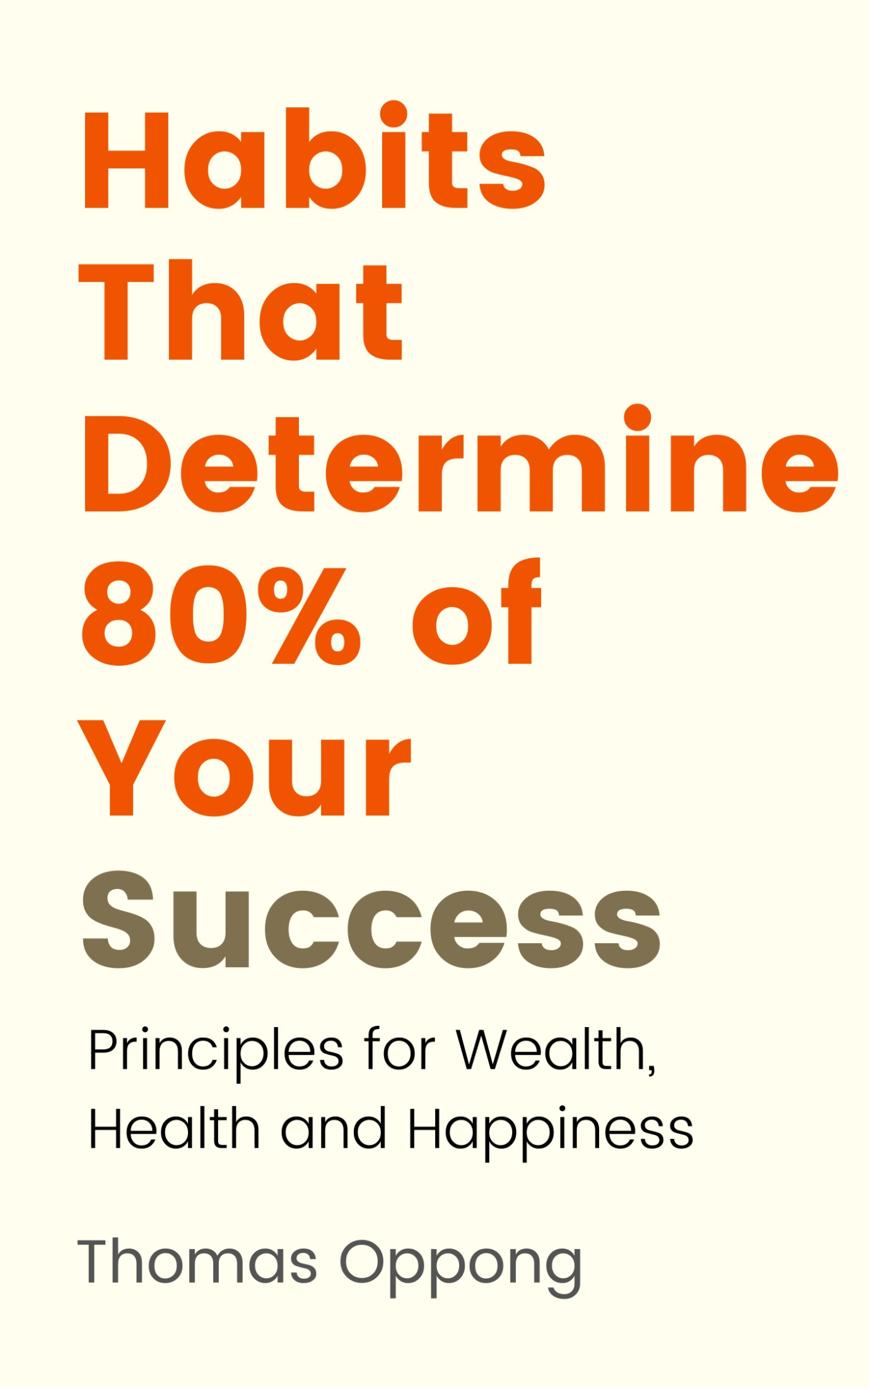 Habits
That
Determine
80% of
Your
Success
Principles for Wealth,
Health and Happiness
Thomas Oppong